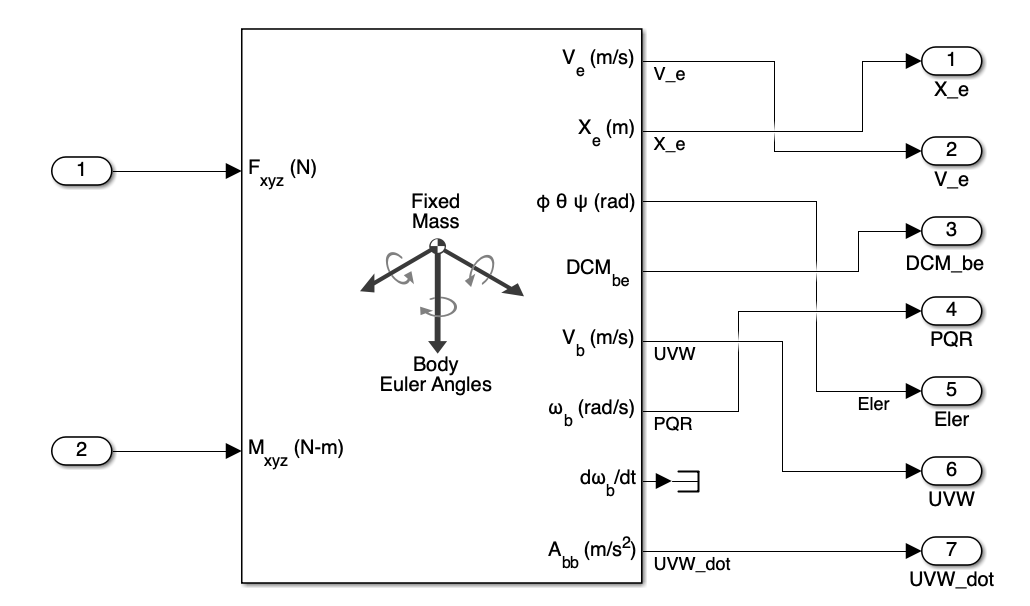 1
F_xyz (N)
2
M_xyz (N-m)
Fixed
Mass
Body
Euler Angles
V_e (m/s)
X_e (m)
ϕ θ ψ (rad)
DCM_be
V_b (m/s)
ω_b (rad/s)
dω_b/dt
A_bb (m/s²)
V_e
X_e
UVW
PQR
UVW_dot
Eler
1
X_e
2
V_e
3
DCM_be
4
PQR
5
Eler
6
UVW
7
UVW_dot